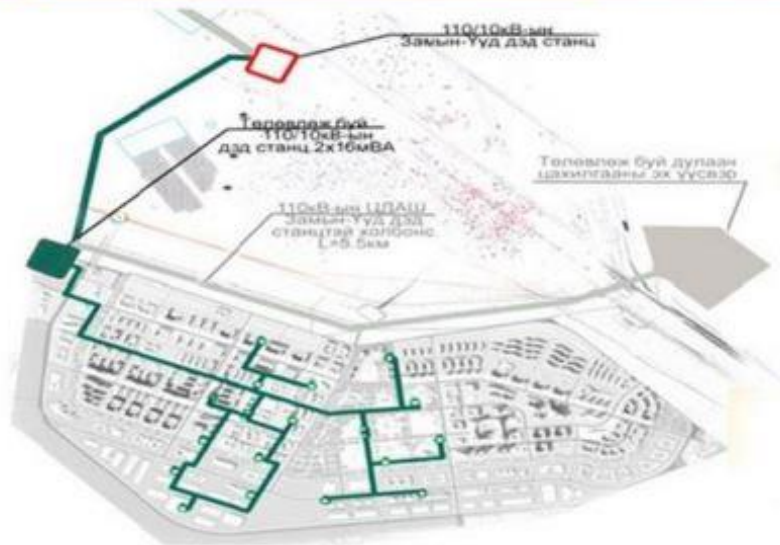 110/10кВ-ын
Замын-Үүд дэд станц
Төлөвлөж буй
110/10кВ-ын
дэд станц 2х16мВА
Төлөвлөж буй дулаан
цахилгааны эх үүсвэр
110кВ-ын ЦДАШ
Замын-Үүд дэд
станцтай холбоно.
L=5.5км